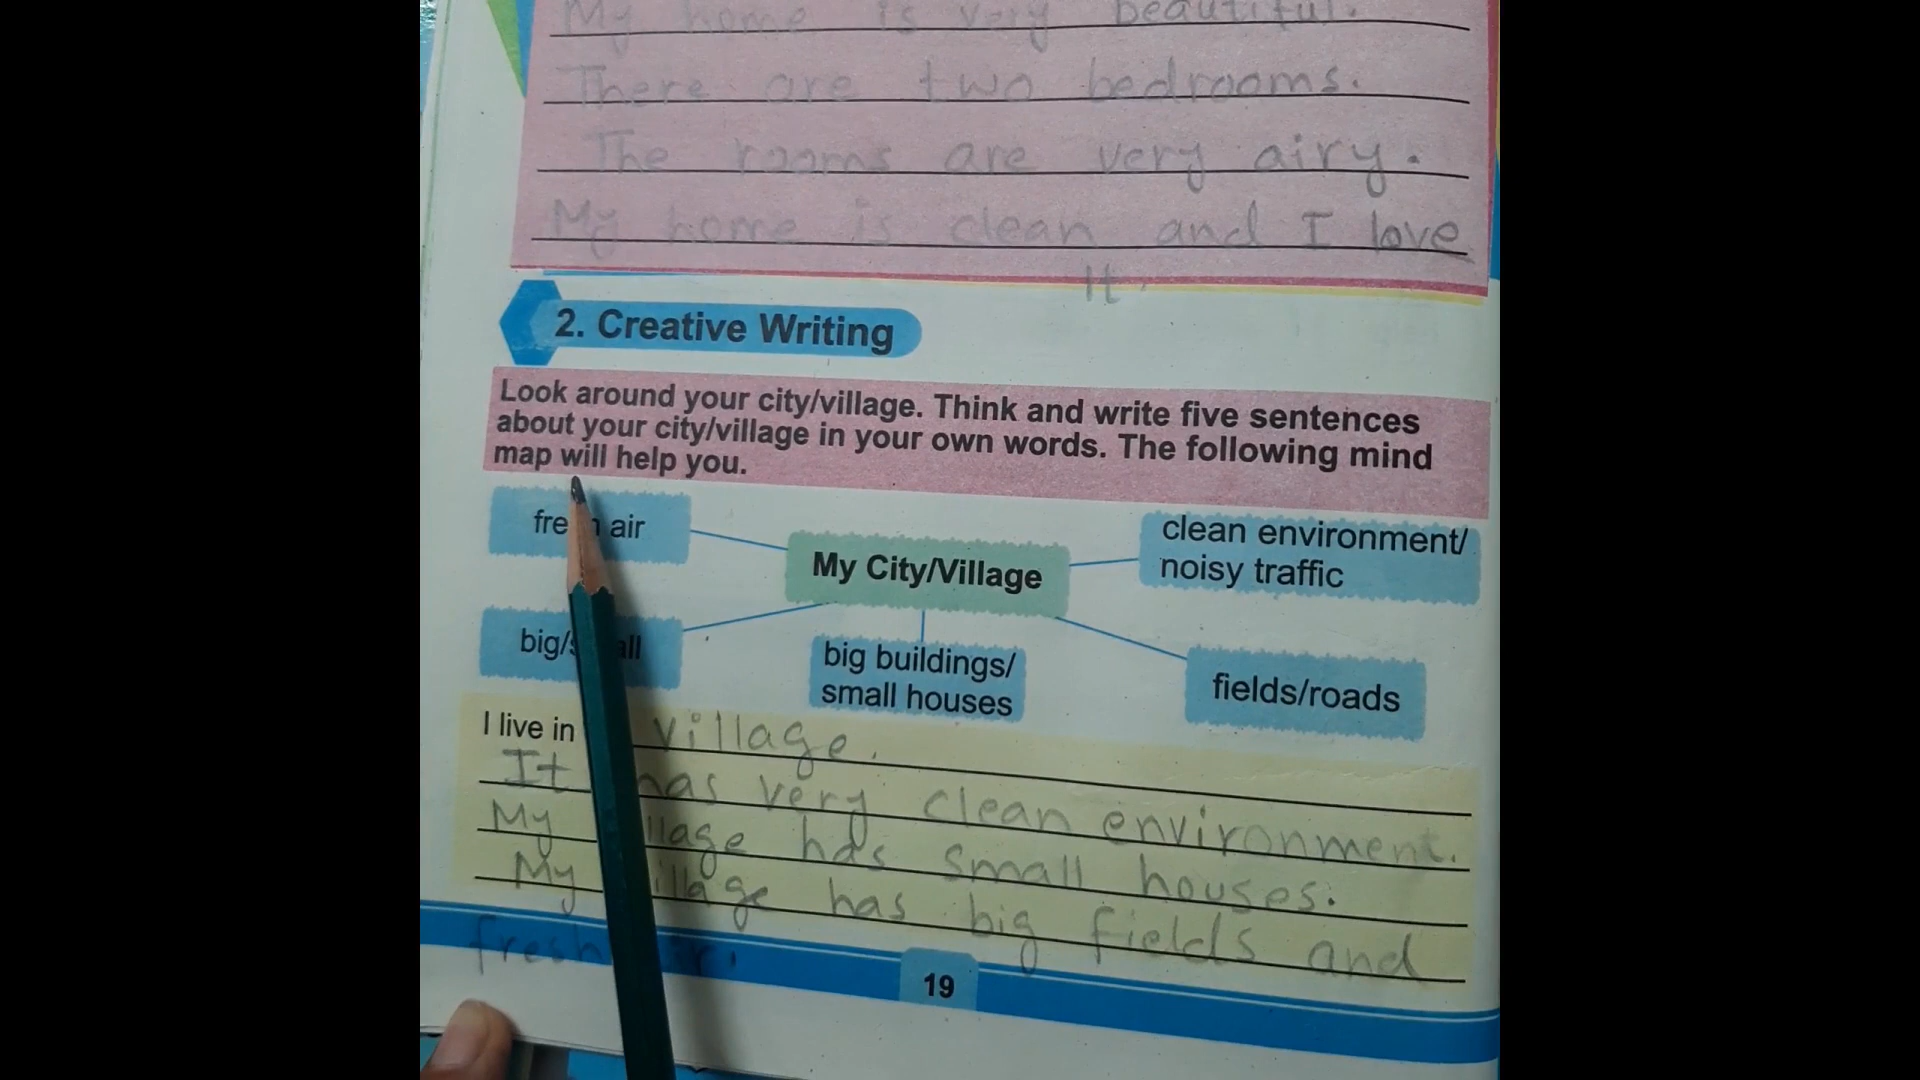 My home is very beautiful.
There are two bedrooms.
The rooms are very airy.
My home is clean and I love
It.
2. Creative Writing
Look around your city/village. Think and write five sentences
about your city/village in your own words. The following mind
map will help you.
air
My City/Village
clean environment/
noisy traffic
big/
big buildings/
small houses
fields/roads
I live in village.
It has very clean environment.
My village has small houses.
My village has big fields and
fresh air.
19